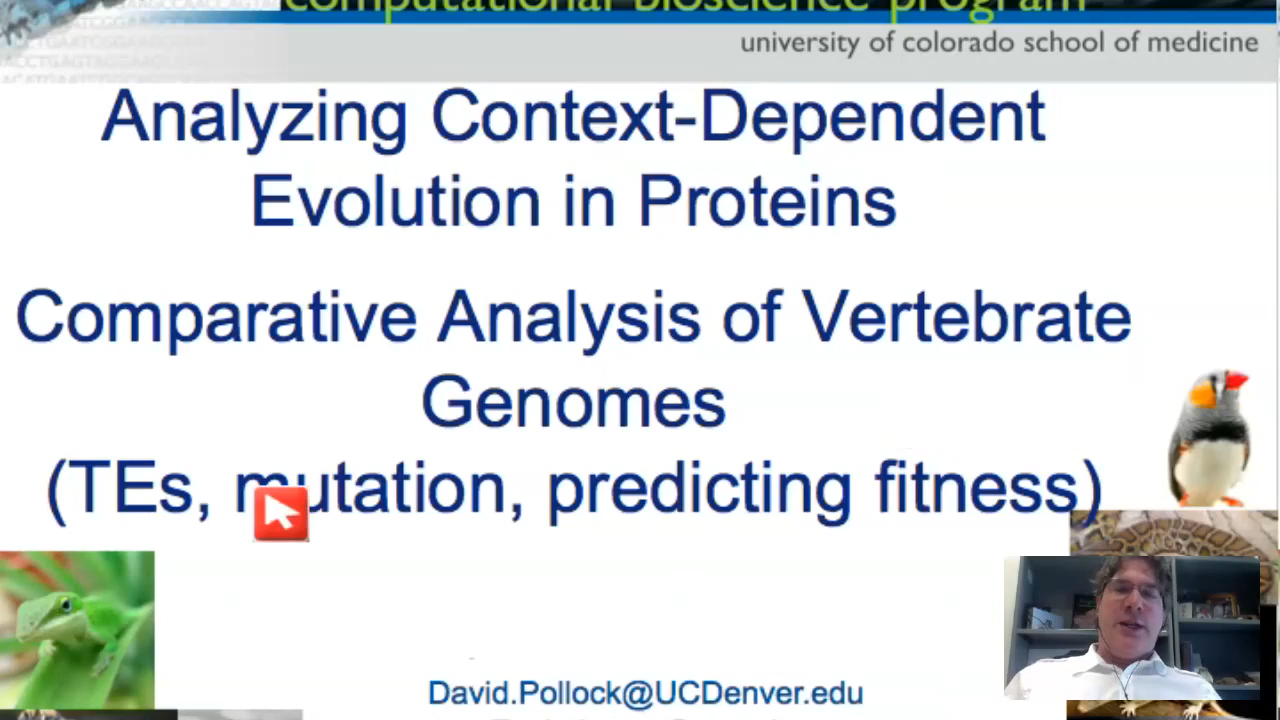 computational bioscience program
university of colorado school of medicine
Analyzing Context-Dependent
Evolution in Proteins
Comparative Analysis of Vertebrate
Genomes
(TEs, mutation, predicting fitness)
David.Pollock@UCDenver.edu